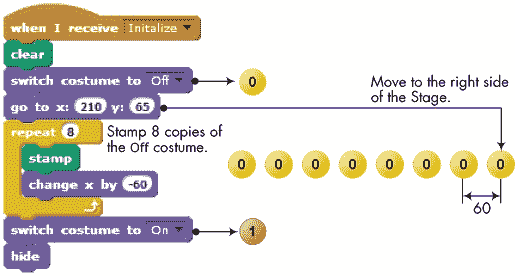 when I receive Initalize
clear
switch costume to Off
0
go to x: 210 y: 65
Move to the right side
of the Stage.
repeat 8
Stamp 8 copies of
the Off costume.
stamp
change x by -60
0 0 0 0 0 0 0 0
60
switch costume to On
1
hide